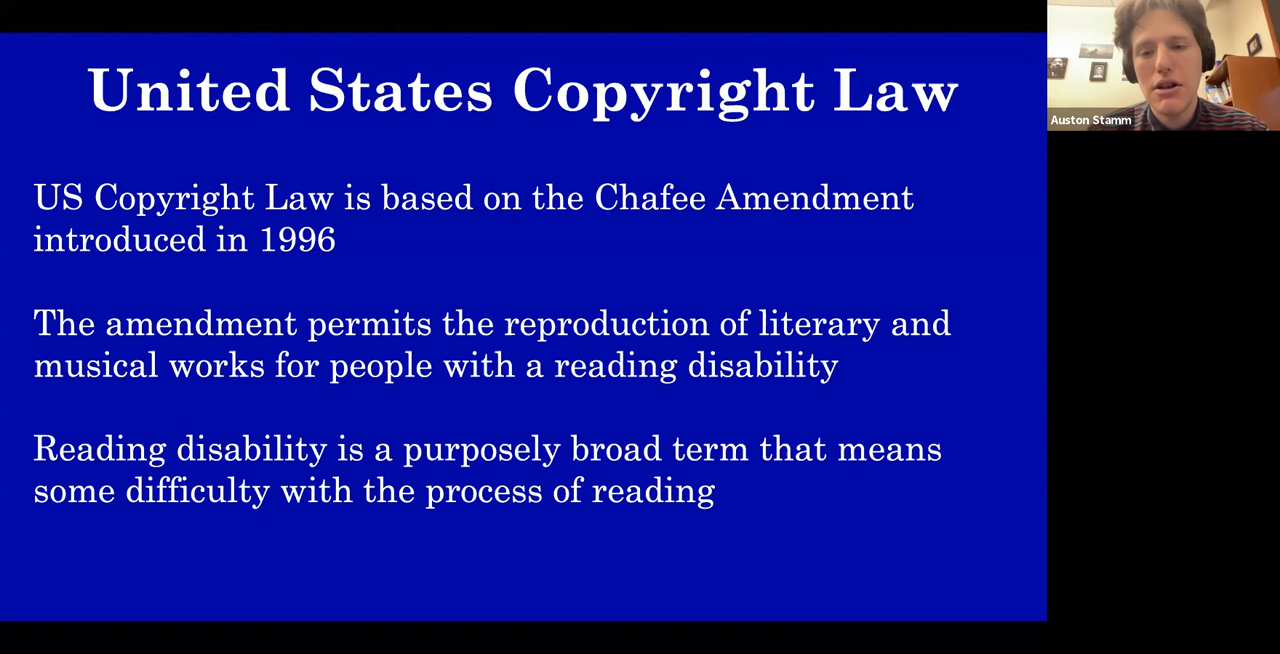 United States Copyright Law
US Copyright Law is based on the Chafee Amendment
introduced in 1996
The amendment permits the reproduction of literary and
musical works for people with a reading disability
Reading disability is a purposely broad term that means
some difficulty with the process of reading
Auston Stamm